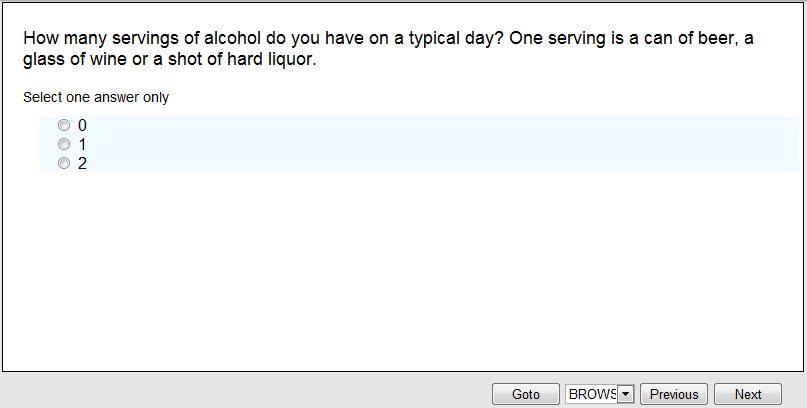 How many servings of alcohol do you have on a typical day? One serving is a can of beer, a
glass of wine or a shot of hard liquor.
Select one answer only
0
1
2
Goto BROWS Previous Next